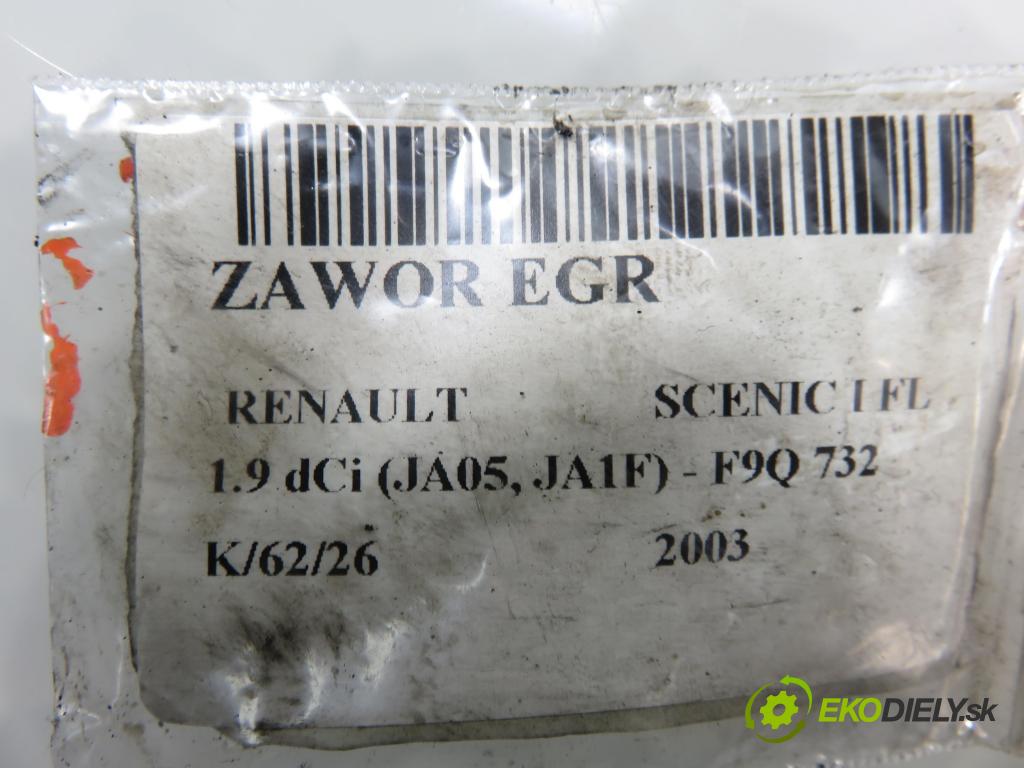 ZAWOR EGR
RENAULT SCENIC I FL
1.9 dCi (JA05, JA1F) - F9Q 732
K/62/26 2003
EKODIELY.sk